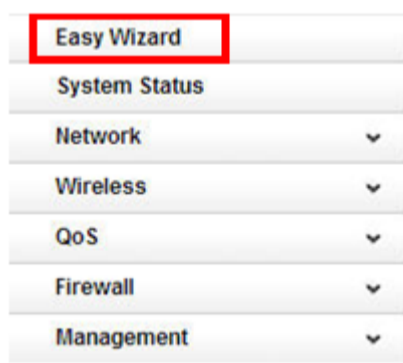 Easy Wizard
System Status
Network
Wireless
QoS
Firewall
Management